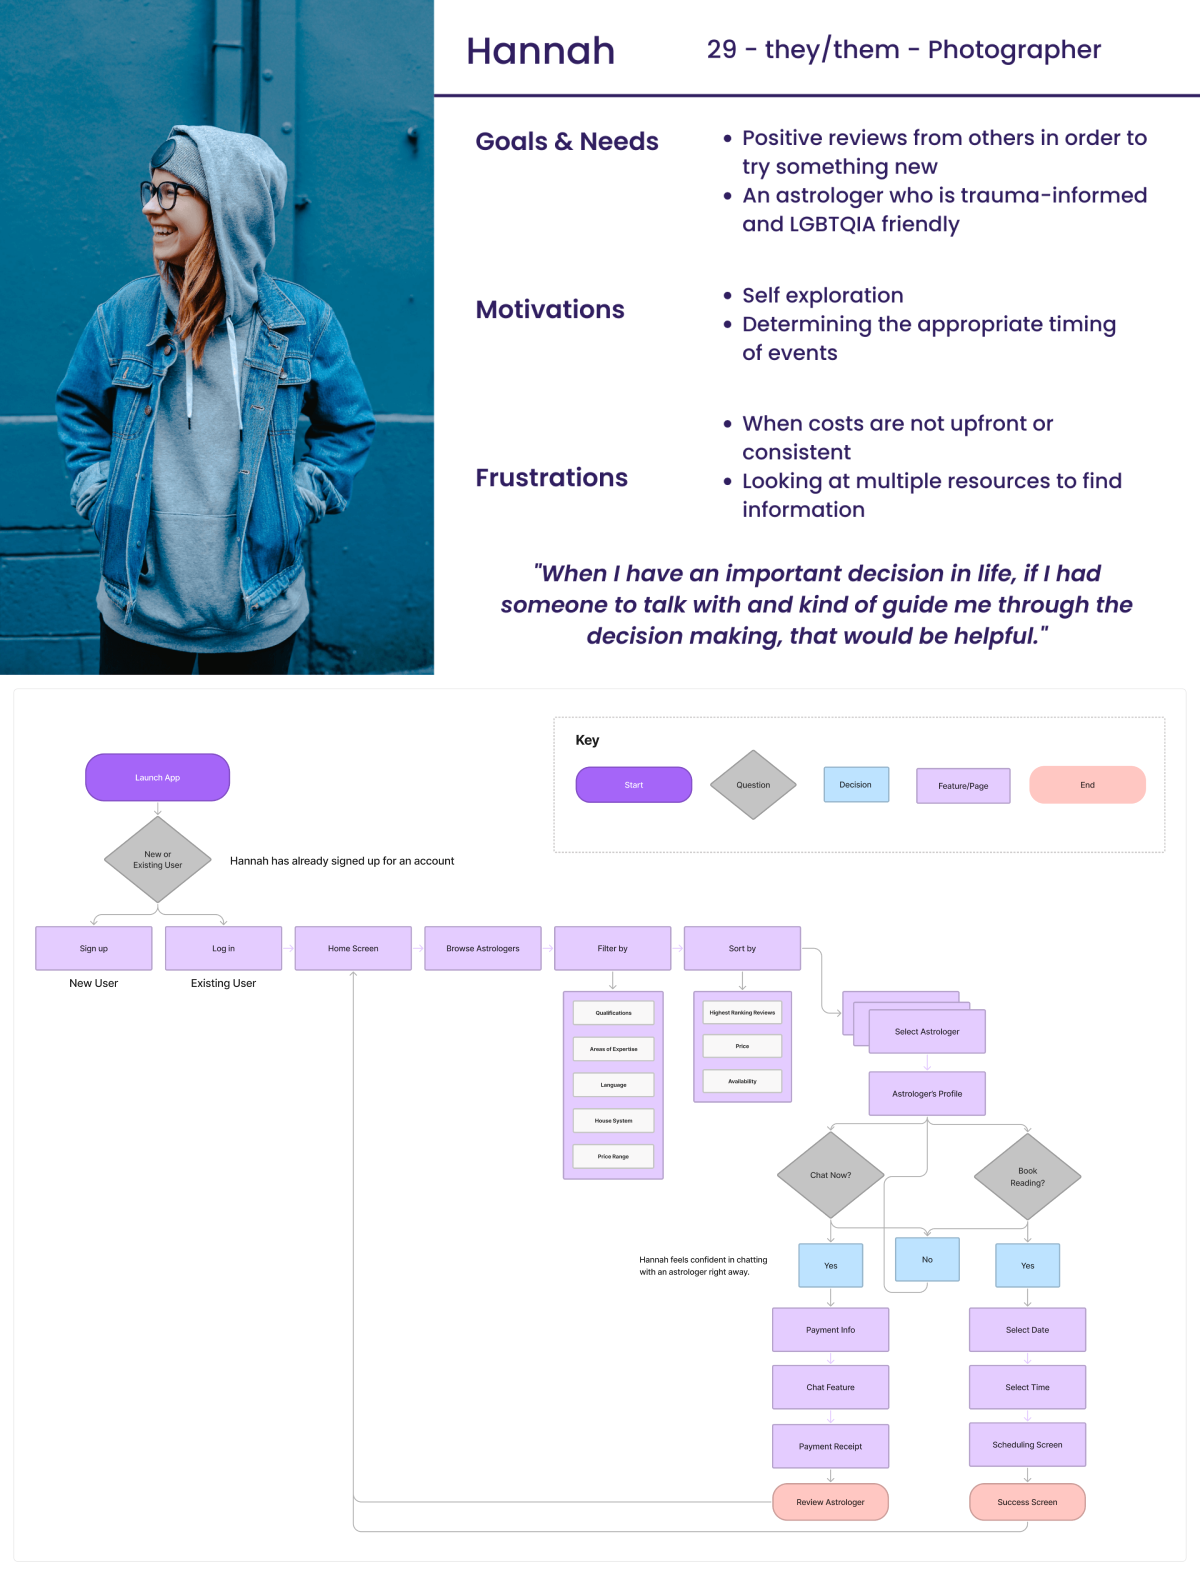 Hannah
29 - they/them - Photographer
Goals & Needs
• Positive reviews from others in order to
try something new
• An astrologer who is trauma-informed
and LGBTQIA friendly
Motivations
• Self exploration
• Determining the appropriate timing
of events
Frustrations
• When costs are not upfront or
consistent
• Looking at multiple resources to find
information
"When I have an important decision in life, if I had
someone to talk with and kind of guide me through the
decision making, that would be helpful."
Key
Start
Question
Decision
Feature/Page
End
Launch App
New or
Existing User
Hannah has already signed up for an account
Sign up
Log in
Home Screen
Browse Astrologers
Filter by
Sort by
New User
Existing User
Qualifications
Areas of Expertise
Language
House System
Price Range
Highest Ranking Reviews
Price
Availability
Select Astrologer
Astrologer's Profile
Chat Now?
Book
Reading?
Hannah feels confident in chatting
with an astrologer right away.
Yes
No
Yes
Payment Info
Select Date
Chat Feature
Select Time
Payment Receipt
Scheduling Screen
Review Astrologer
Success Screen